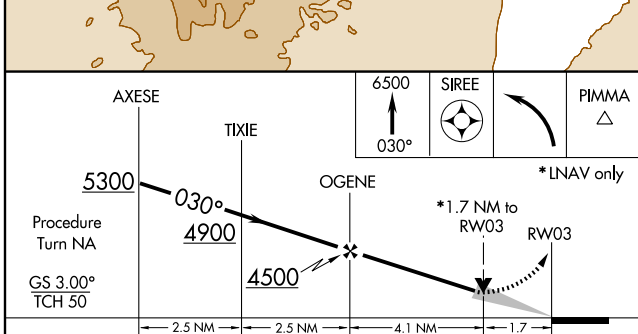 6500
030°
SIREE
PIMMA
*LNAV only
AXESE
TIXIE
OGENE
*1.7 NM to
RW03
RW03
5300
030°
4900
4500
Procedure
Turn NA
GS 3.00°
TCH 50
2.5 NM
2.5 NM
4.1 NM
1.7